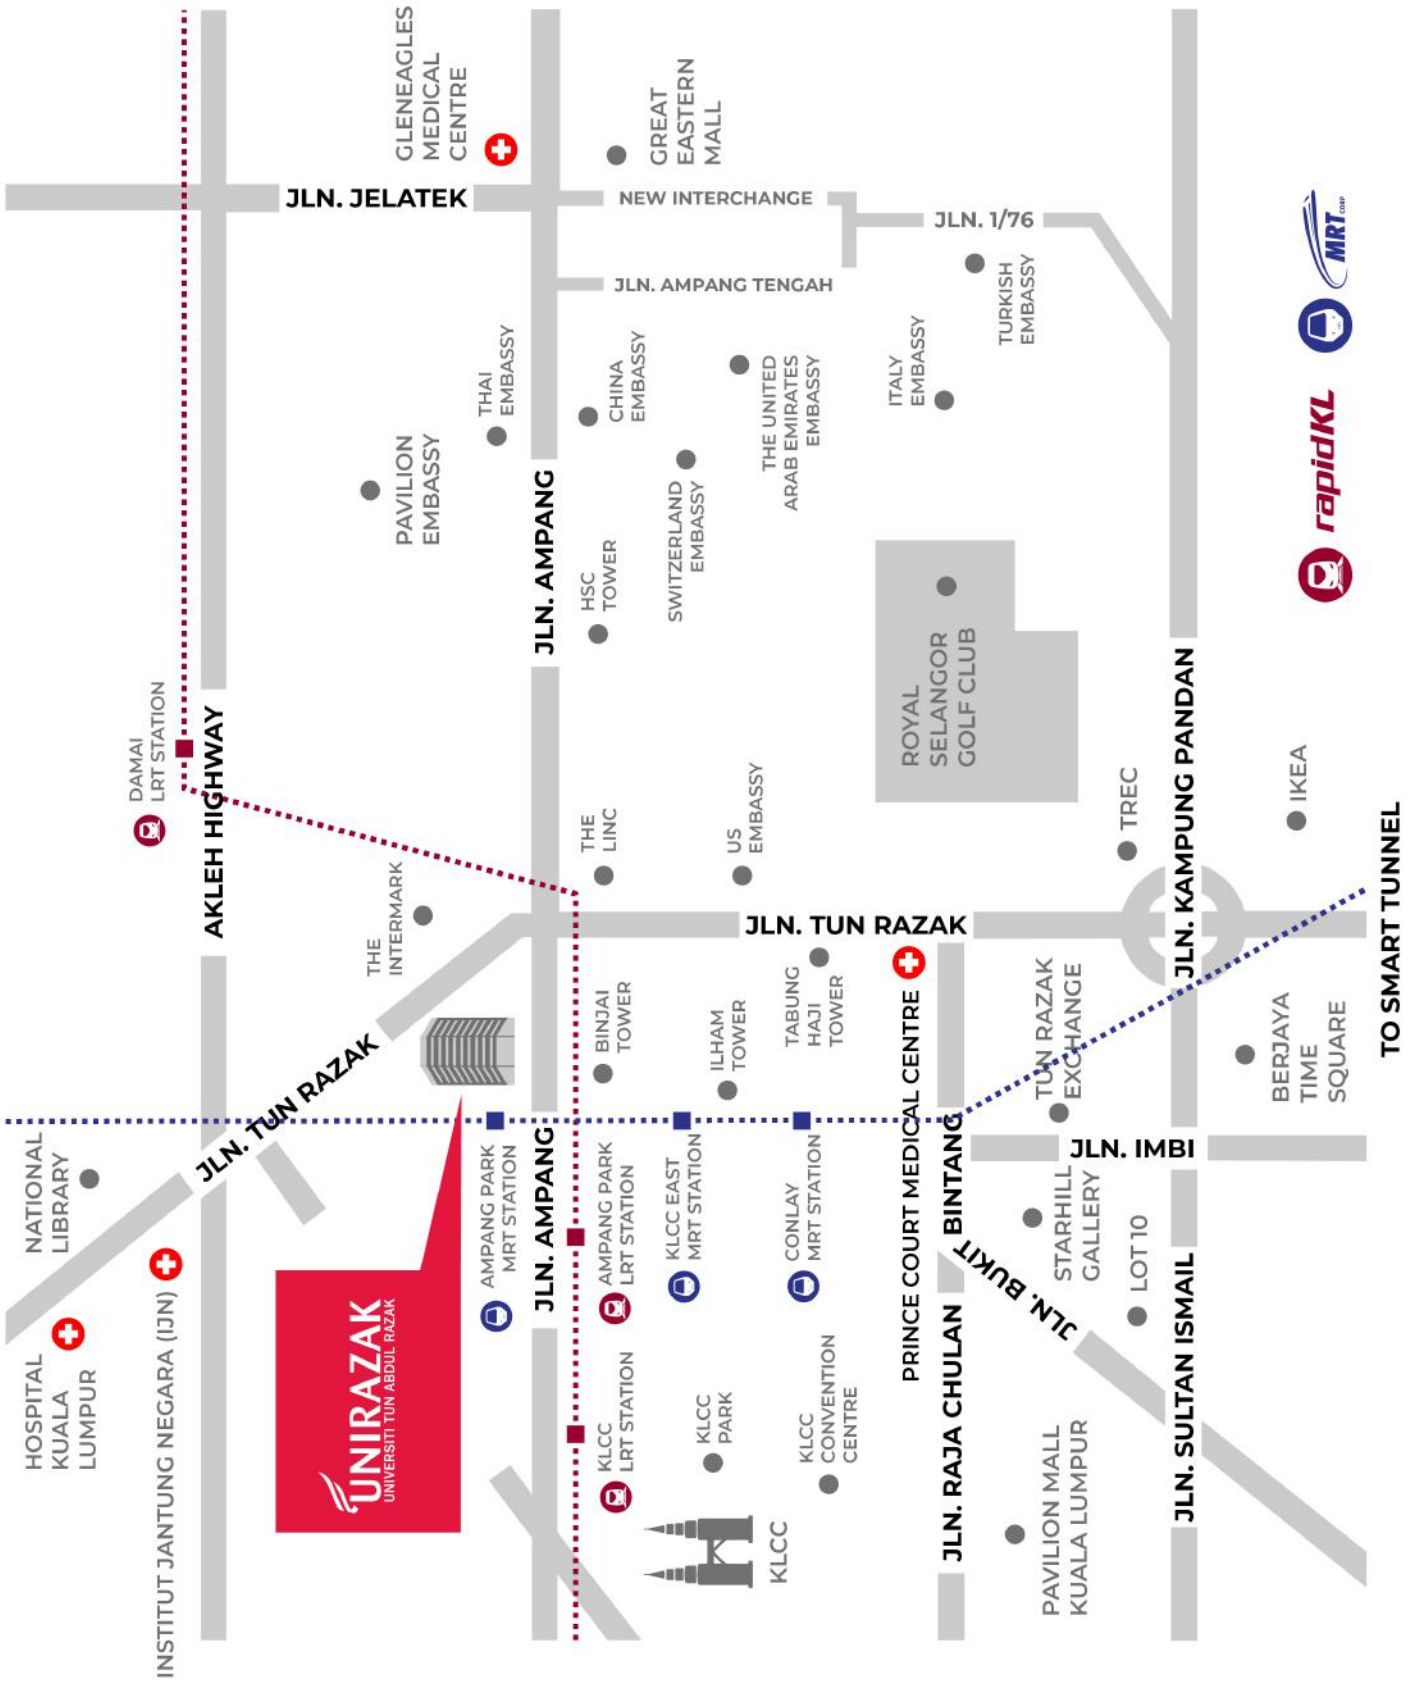 HOSPITAL
KUALA
LUMPUR
NATIONAL
LIBRARY
INSTITUT JANTUNG NEGARA (IJN)
DAMAI
LRT STATION
AKLEH HIGHWAY
JLN. TUN RAZAK
THE
INTERMARK
PAVILION
EMBASSY
GLENEAGLES
MEDICAL
CENTRE
JLN. JELATEK
THAI
EMBASSY
UNIRAZAK
UNIVERSITI TUN ABDUL RAZAK
AMPANG PARK
MRT STATION
JLN. AMPANG
JLN. AMPANG
KLCC
LRT STATION
AMPANG PARK
LRT STATION
BINJAI
TOWER
THE
LINC
HSC
TOWER
CHINA
EMBASSY
GREAT
EASTERN
MALL
NEW INTERCHANGE
JLN. AMPANG TENGAH
JLN. 1/76
KLCC
KLCC
PARK
KLCC EAST
MRT STATION
ILHAM
TOWER
US
EMBASSY
SWITZERLAND
EMBASSY
THE UNITED
ARAB EMIRATES
EMBASSY
KLCC
CONVENTION
CENTRE
CONLAY
MRT STATION
TABUNG
HAJI
TOWER
JLN. TUN RAZAK
ITALY
EMBASSY
TURKISH
EMBASSY
PRINCE COURT MEDICAL CENTRE
ROYAL
SELANGOR
GOLF CLUB
JLN. RAJA CHULAN
BINTANG
JLN. BUKIT
PAVILION MALL
KUALA LUMPUR
STARHILL
GALLERY
LOT 10
JLN. IMBI
TUN RAZAK
EXCHANGE
TREC
JLN. SULTAN ISMAIL
JLN. KAMPUNG PANDAN
BERJAYA
TIME
SQUARE
IKEA
TO SMART TUNNEL
rapidKL
MRT CORP